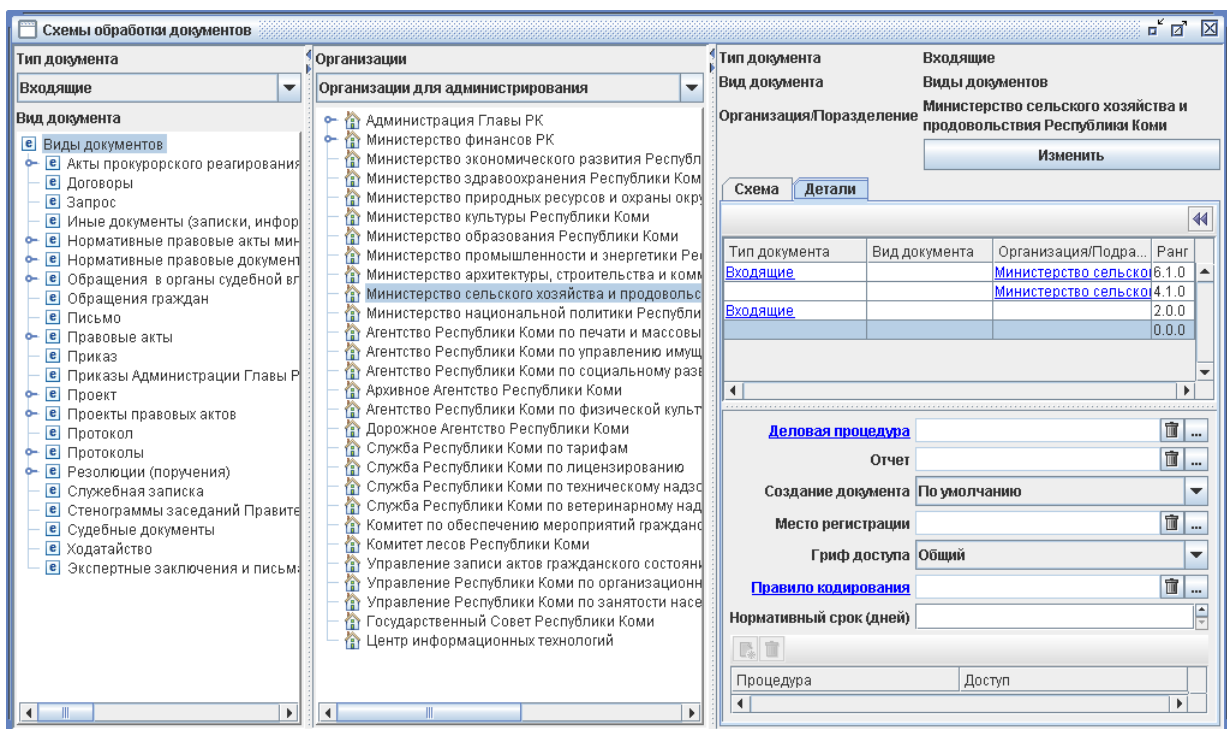 Схемы обработки документов
Тип документа
Входящие
Вид документа
Виды документов
Акты прокурорского реагирования
Договоры
Запрос
Иные документы (записки, инфор
Нормативные правовые акты мин
Нормативные правовые документ
Обращения в органы судебной вл
Обращения граждан
Письмо
Правовые акты
Приказ
Приказы Администрации Главы Р
Проект
Проекты правовых актов
Протокол
Протоколы
Резолюции (поручения)
Служебная записка
Стенограммы заседаний Правите
Судебные документы
Ходатайство
Экспертные заключения и письма
Организации
Организации для администрирования
Администрация Главы РК
Министерство финансов РК
Министерство экономического развития Республ
Министерство здравоохранения Республики Ком
Министерство природных ресурсов и охраны окру
Министерство культуры Республики Коми
Министерство образования Республики Коми
Министерство промышленности и энергетики Ре
Министерство архитектуры, строительства и комм
Министерство сельского хозяйства и продовольс
Министерство национальной политики Республи
Агентство Республики Коми по печати и массовы
Агентство Республики Коми по управлению имущ
Агентство Республики Коми по социальному разв
Архивное Агентство Республики Коми
Агентство Республики Коми по физической культ
Дорожное Агентство Республики Коми
Служба Республики Коми по тарифам
Служба Республики Коми по лицензированию
Служба Республики Коми по техническому надзо
Служба Республики Коми по ветеринарному над
Комитет по обеспечению мероприятий гражданс
Комитет лесов Республики Коми
Управление записи актов гражданского состоян
Управление Республики Коми по организационн
Управление Республики Коми по занятости насе
Государственный Совет Республики Коми
Центр информационных технологий
Тип документа Входящие
Вид документа Виды документов
Организация/Поразделение Министерство сельского хозяйства и
продовольствия Республики Коми
Изменить
Схема Детали
Тип документа Вид документа Организация/Подра... Ранг
Входящие Министерство сельског 6.1.0
Министерство сельског 4.1.0
Входящие 2.0.0
0.0.0
Деловая процедура ...
Отчет ...
Создание документа По умолчанию
Место регистрации ...
Гриф доступа Общий
Правило кодирования ...
Нормативный срок (дней)
Процедура Доступ